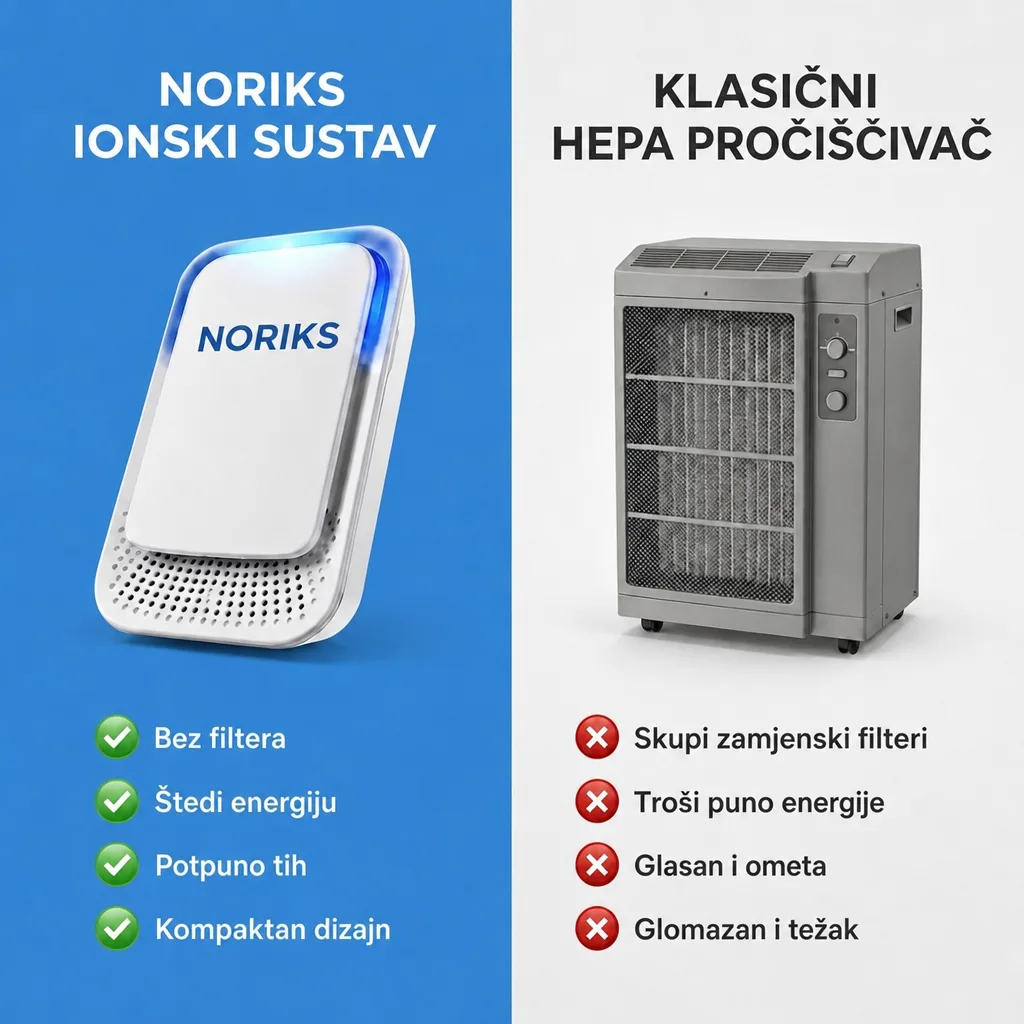 NORIKS
IONSKI SUSTAV
NORIKS
Bez filtera
Štedi energiju
Potpuno tih
Kompaktan dizajn
KLASIČNI
HEPA PROČIŠČIVAČ
Skupi zamjenski filteri
Troši puno energije
Glasan i ometa
Glomazan i težak